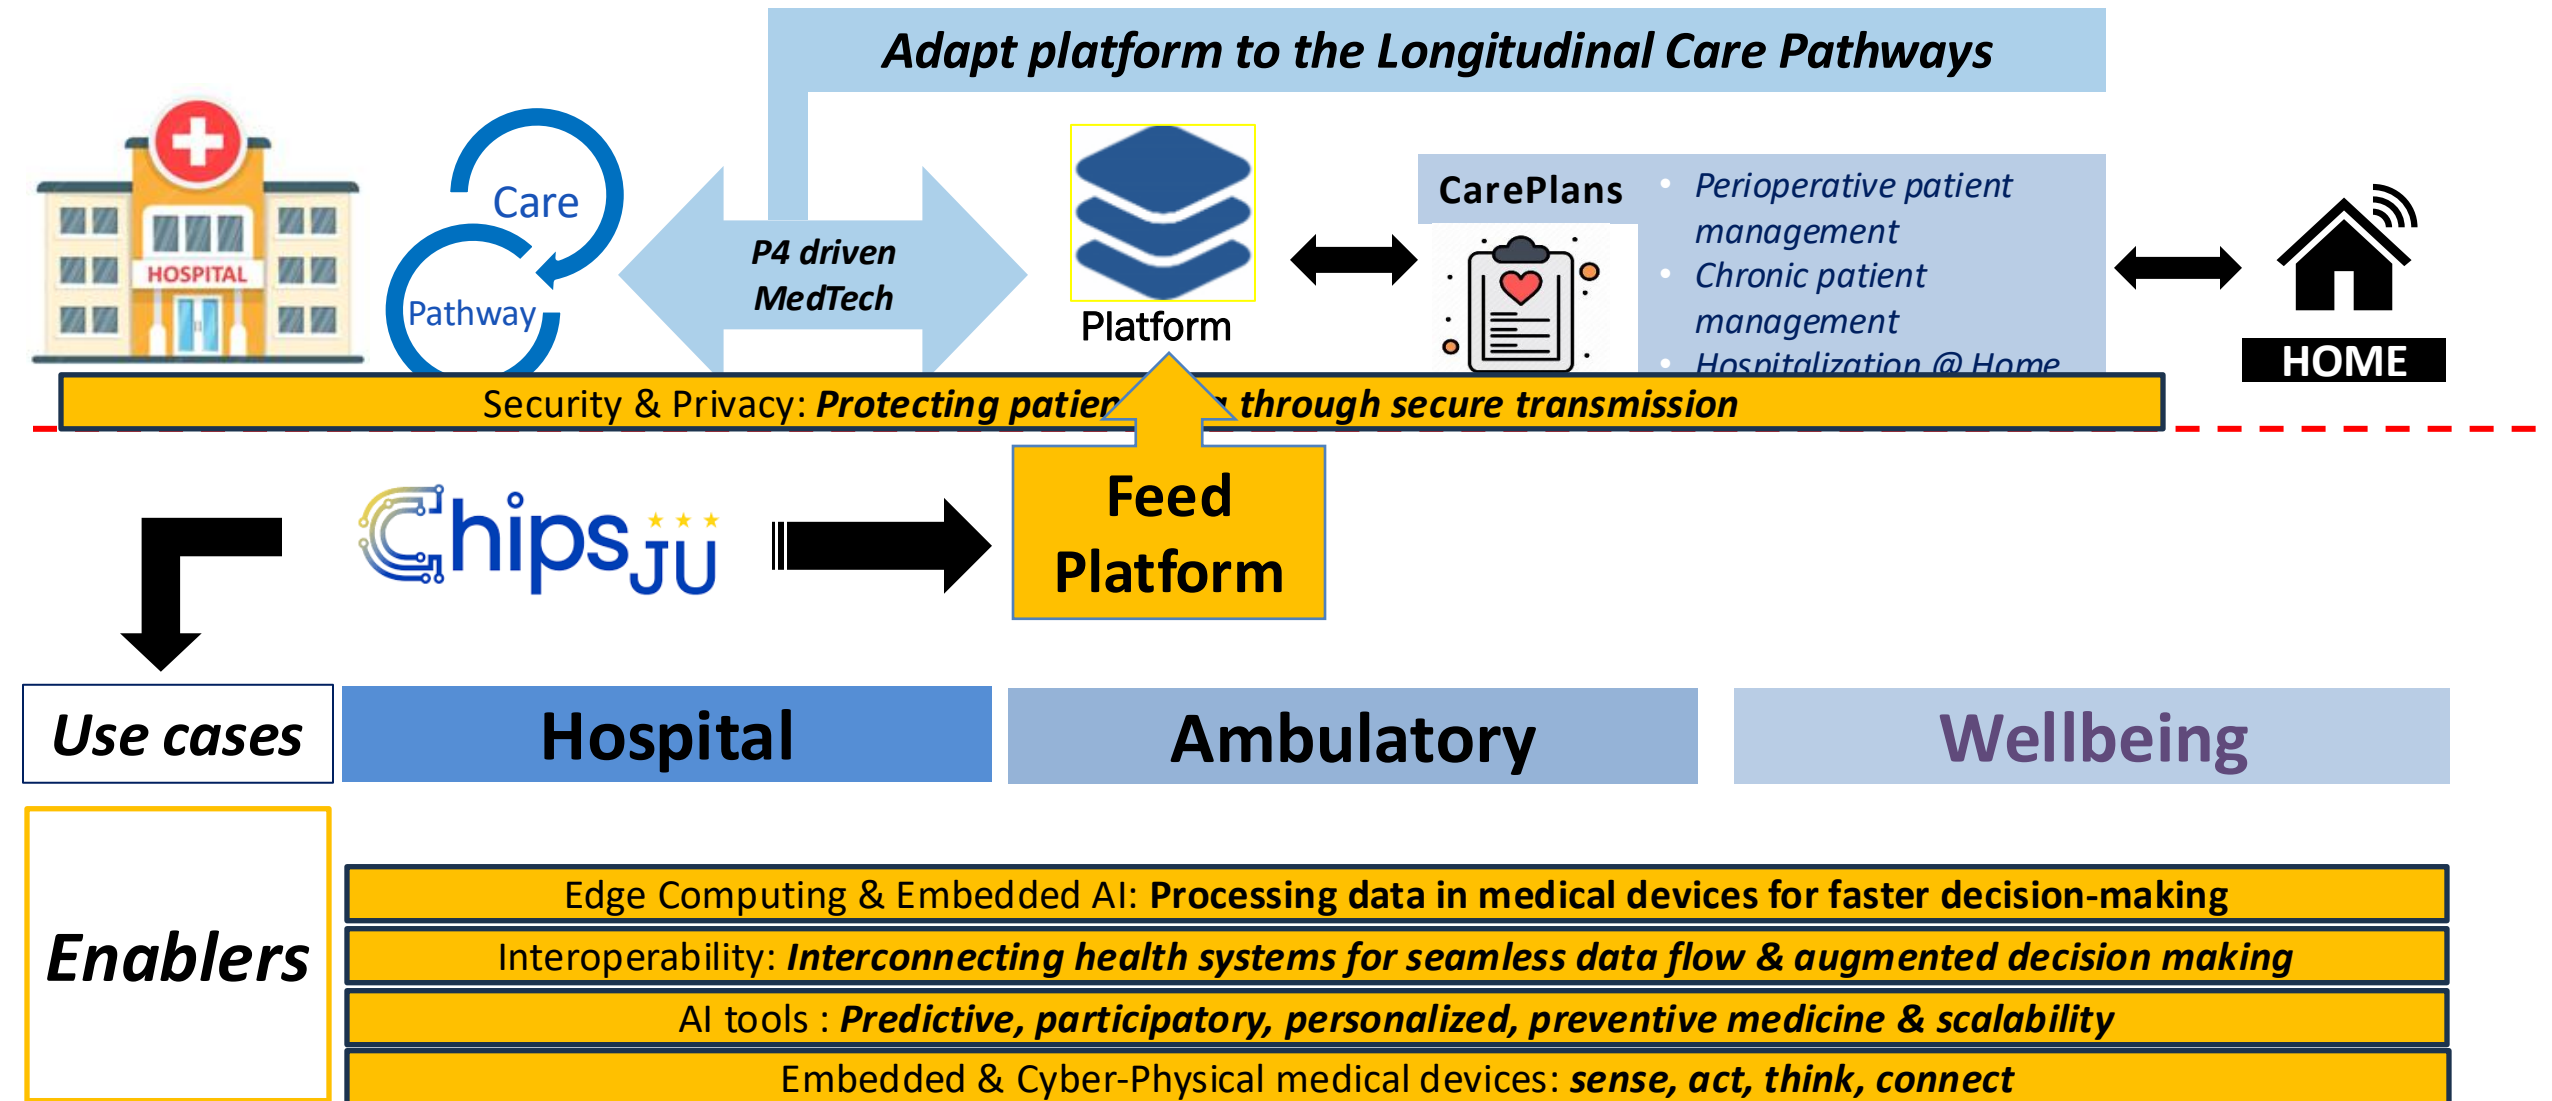 Adapt platform to the Longitudinal Care Pathways
HOSPITAL
Care
Pathway
P4 driven
MedTech
Platform
CarePlans
• Perioperative patient
management
• Chronic patient
management
• Hospitalization @ Home
HOME
Security & Privacy: Protecting patien through secure transmission
Chips JU
Feed
Platform
Use cases
Hospital
Ambulatory
Wellbeing
Enablers
Edge Computing & Embedded AI: Processing data in medical devices for faster decision-making
Interoperability: Interconnecting health systems for seamless data flow & augmented decision making
AI tools : Predictive, participatory, personalized, preventive medicine & scalability
Embedded & Cyber-Physical medical devices: sense, act, think, connect